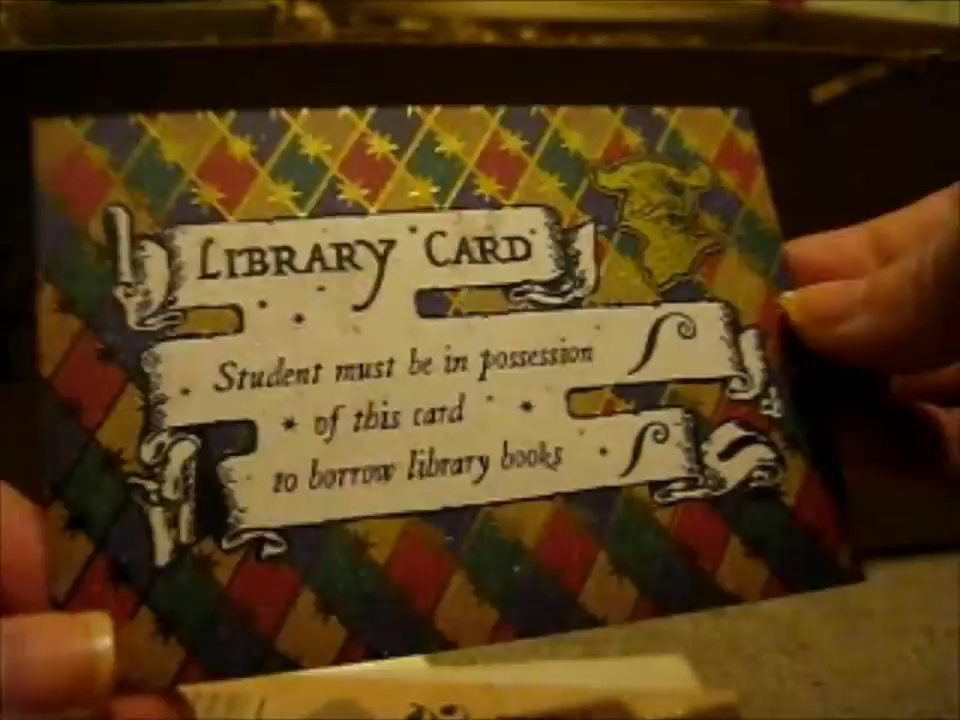 LIBRARY CARD
Student must be in possession
of this card
to borrow library books